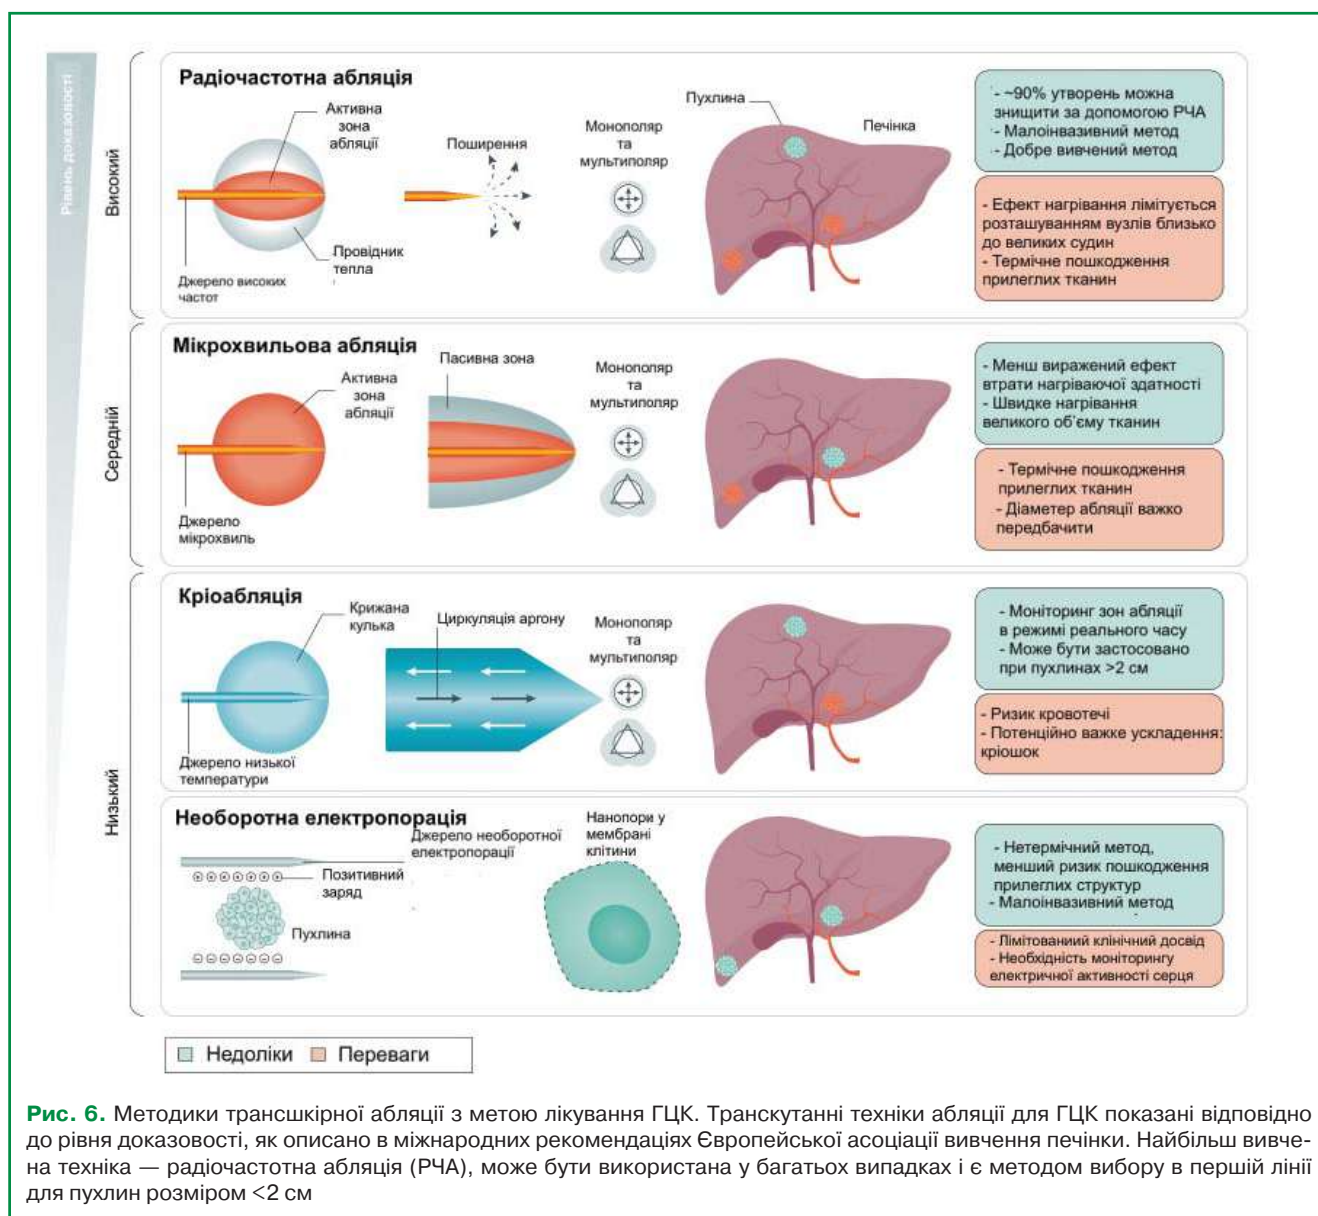 Рівень доказовості
Високий
Радіочастотна абляція
Активна
зона
абляції
Поширення
Провідник
тепла
Джерело високих
частот
Монополяр
та
мультиполяр
Пухлина
Печінка
- ~90% утворень можна
знищити за допомогою РЧА
- Малоінвазивний метод
- Добре вивчений метод
- Ефект нагрівання лімітується
розташуванням вузлів близько
до великих судин
- Термічне пошкодження
прилеглих тканин
Середній
Мікрохвильова абляція
Активна
зона
абляції
Пасивна зона
Джерело
мікрохвиль
Монополяр
та
мультиполяр
- Менш виражений ефект
втрати нагріваючої здатності
- Швидке нагрівання
великого об’єму тканин
- Термічне пошкодження
прилеглих тканин
- Діаметр абляції важко
передбачити
Низький
Кріоабляція
Крижана
кулька
Циркуляція аргону
Джерело низької
температури
Монополяр
та
мультиполяр
- Моніторинг зон абляції
в режимі реального часу
- Може бути застосовано
при пухлинах >2 см
- Ризик кровотечі
- Потенційно важке ускладення:
кріошок
Необоротна електропорація
Джерело необоротної
електропорації
Позитивний
заряд
Пухлина
Нанопори у
мембрані
клітини
- Нетермічний метод,
менший ризик пошкодження
прилеглих структур
- Малоінвазивний метод
- Лімітованиий клінічний досвід
- Необхідність моніторингу
електричної активності серця
Недоліки Переваги
Рис. 6. Методики трансшкірної абляції з метою лікування ГЦК. Транскутанні техніки абляції для ГЦК показані відповідно
до рівня доказовості, як описано в міжнародних рекомендаціях Європейської асоціації вивчення печінки. Найбільш вивче-
на техніка — радіочастотна абляція (РЧА), може бути використана у багатьох випадках і є методом вибору в першій лінії
для пухлин розміром <2 см